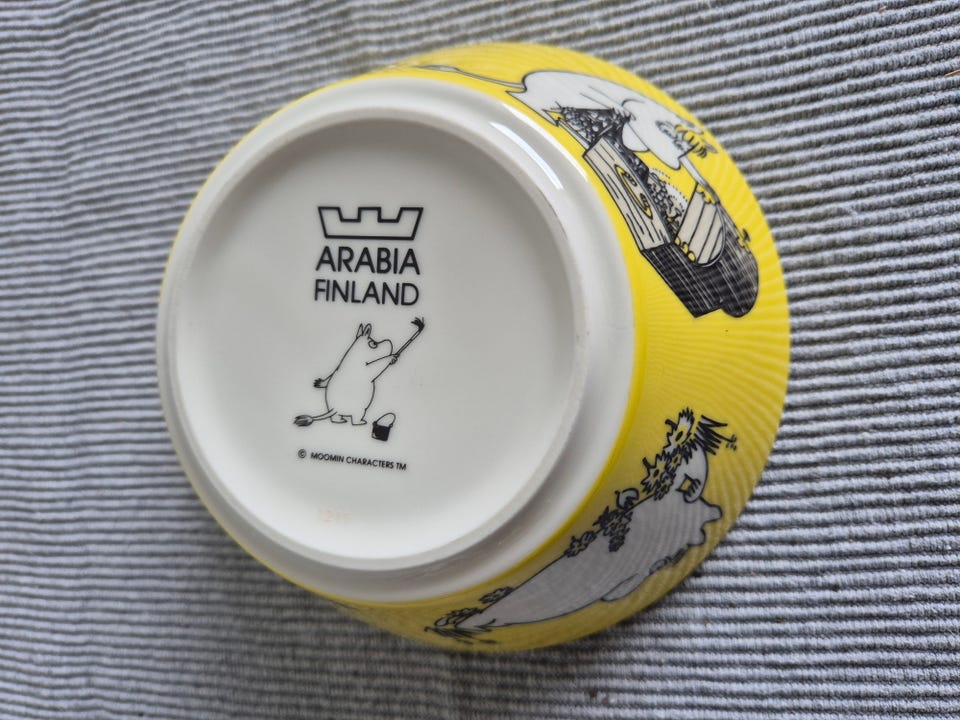 ARABIA
FINLAND
© MOOMIN CHARACTERS TM